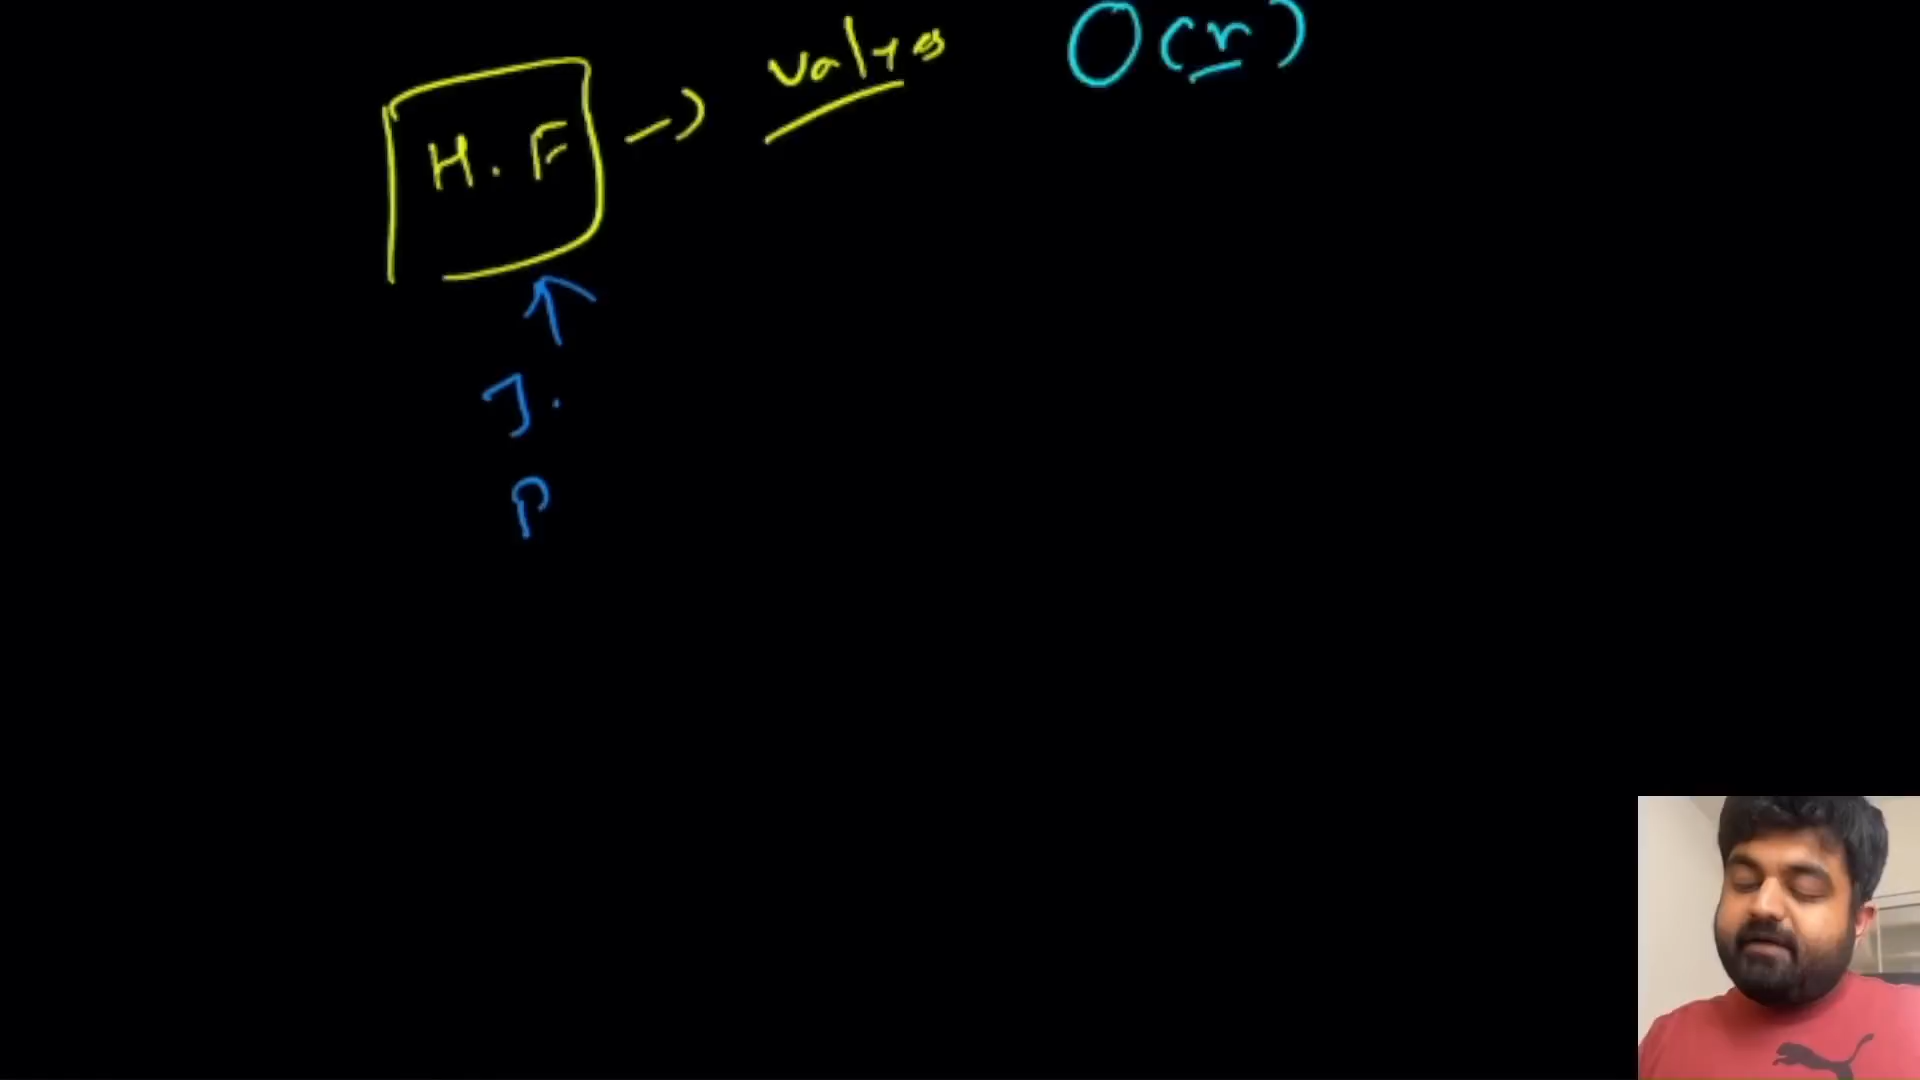 values O(n)
H.F →
I.
P